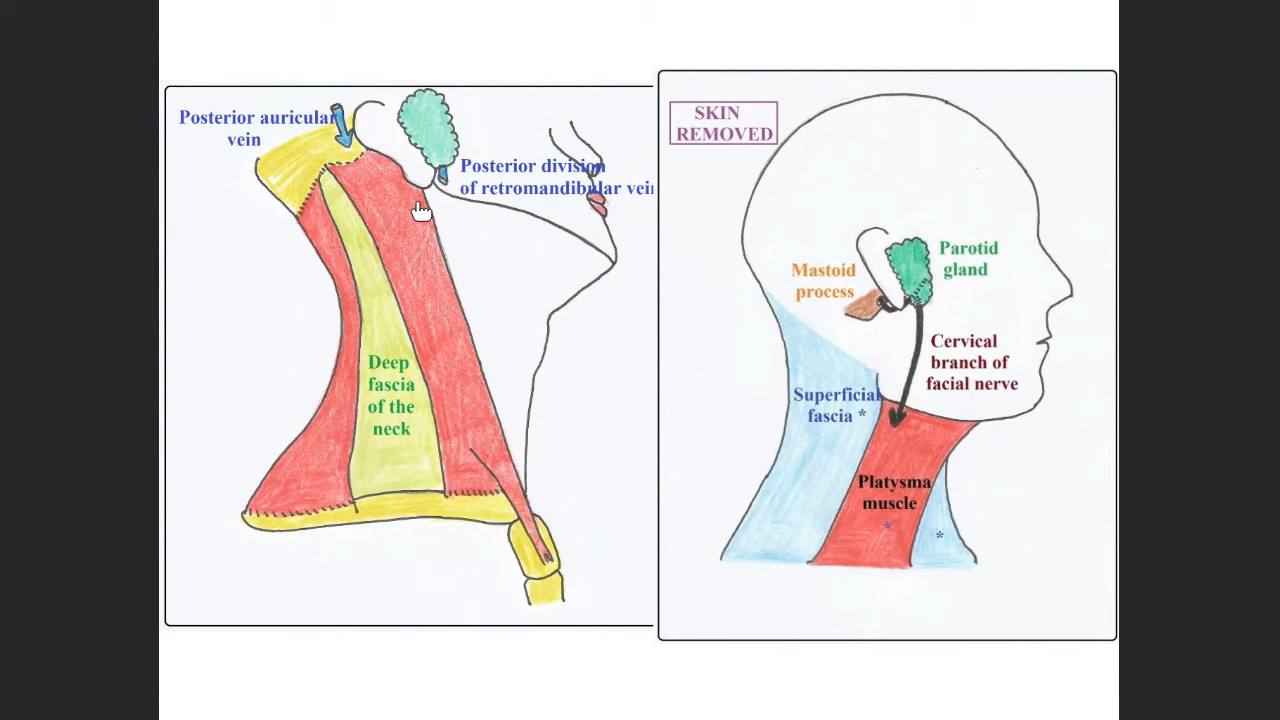 Posterior auricular
vein
Posterior division
of retromandibular vei
Deep
fascia
of the
neck
SKIN
REMOVED
Parotid
gland
Mastoid
process
Cervical
branch of
facial nerve
Superficial
fascia *
Platysma
muscle
*
*